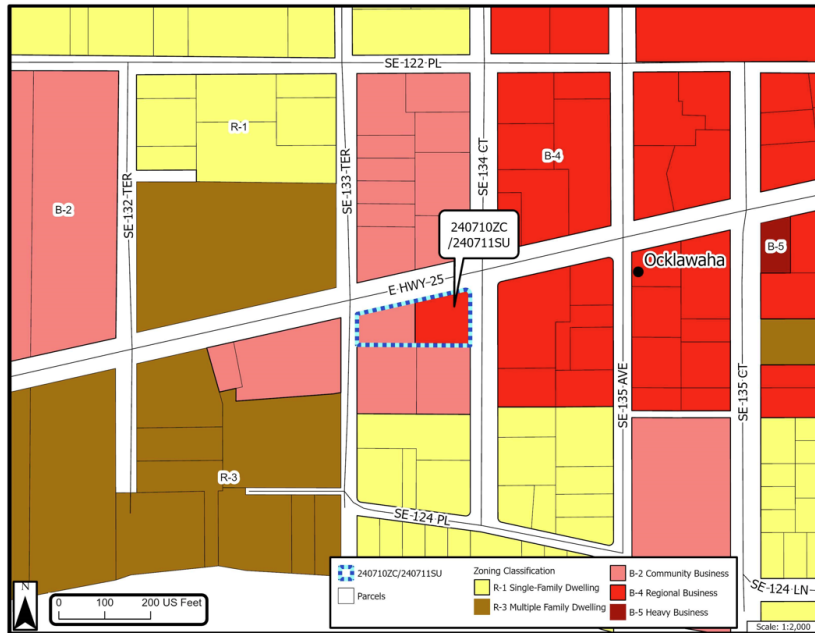 SE 122 PL
R-1
SE-132-TER
SE-133-TER
SE-134 CT
B-4
B-2
240710ZC
/240711SU
B-5
Ocklawaha
E HWY-25
SE-135 AVE
SE-135 CT
R-3
SE-124 PL
SE-124 LN
N
0 100 200 US Feet
240710ZC/240711SU
Parcels
Zoning Classification
R-1 Single-Family Dwelling
R-3 Multiple Family Dwelling
B-2 Community Business
B-4 Regional Business
B-5 Heavy Business
Scale: 1:2,000